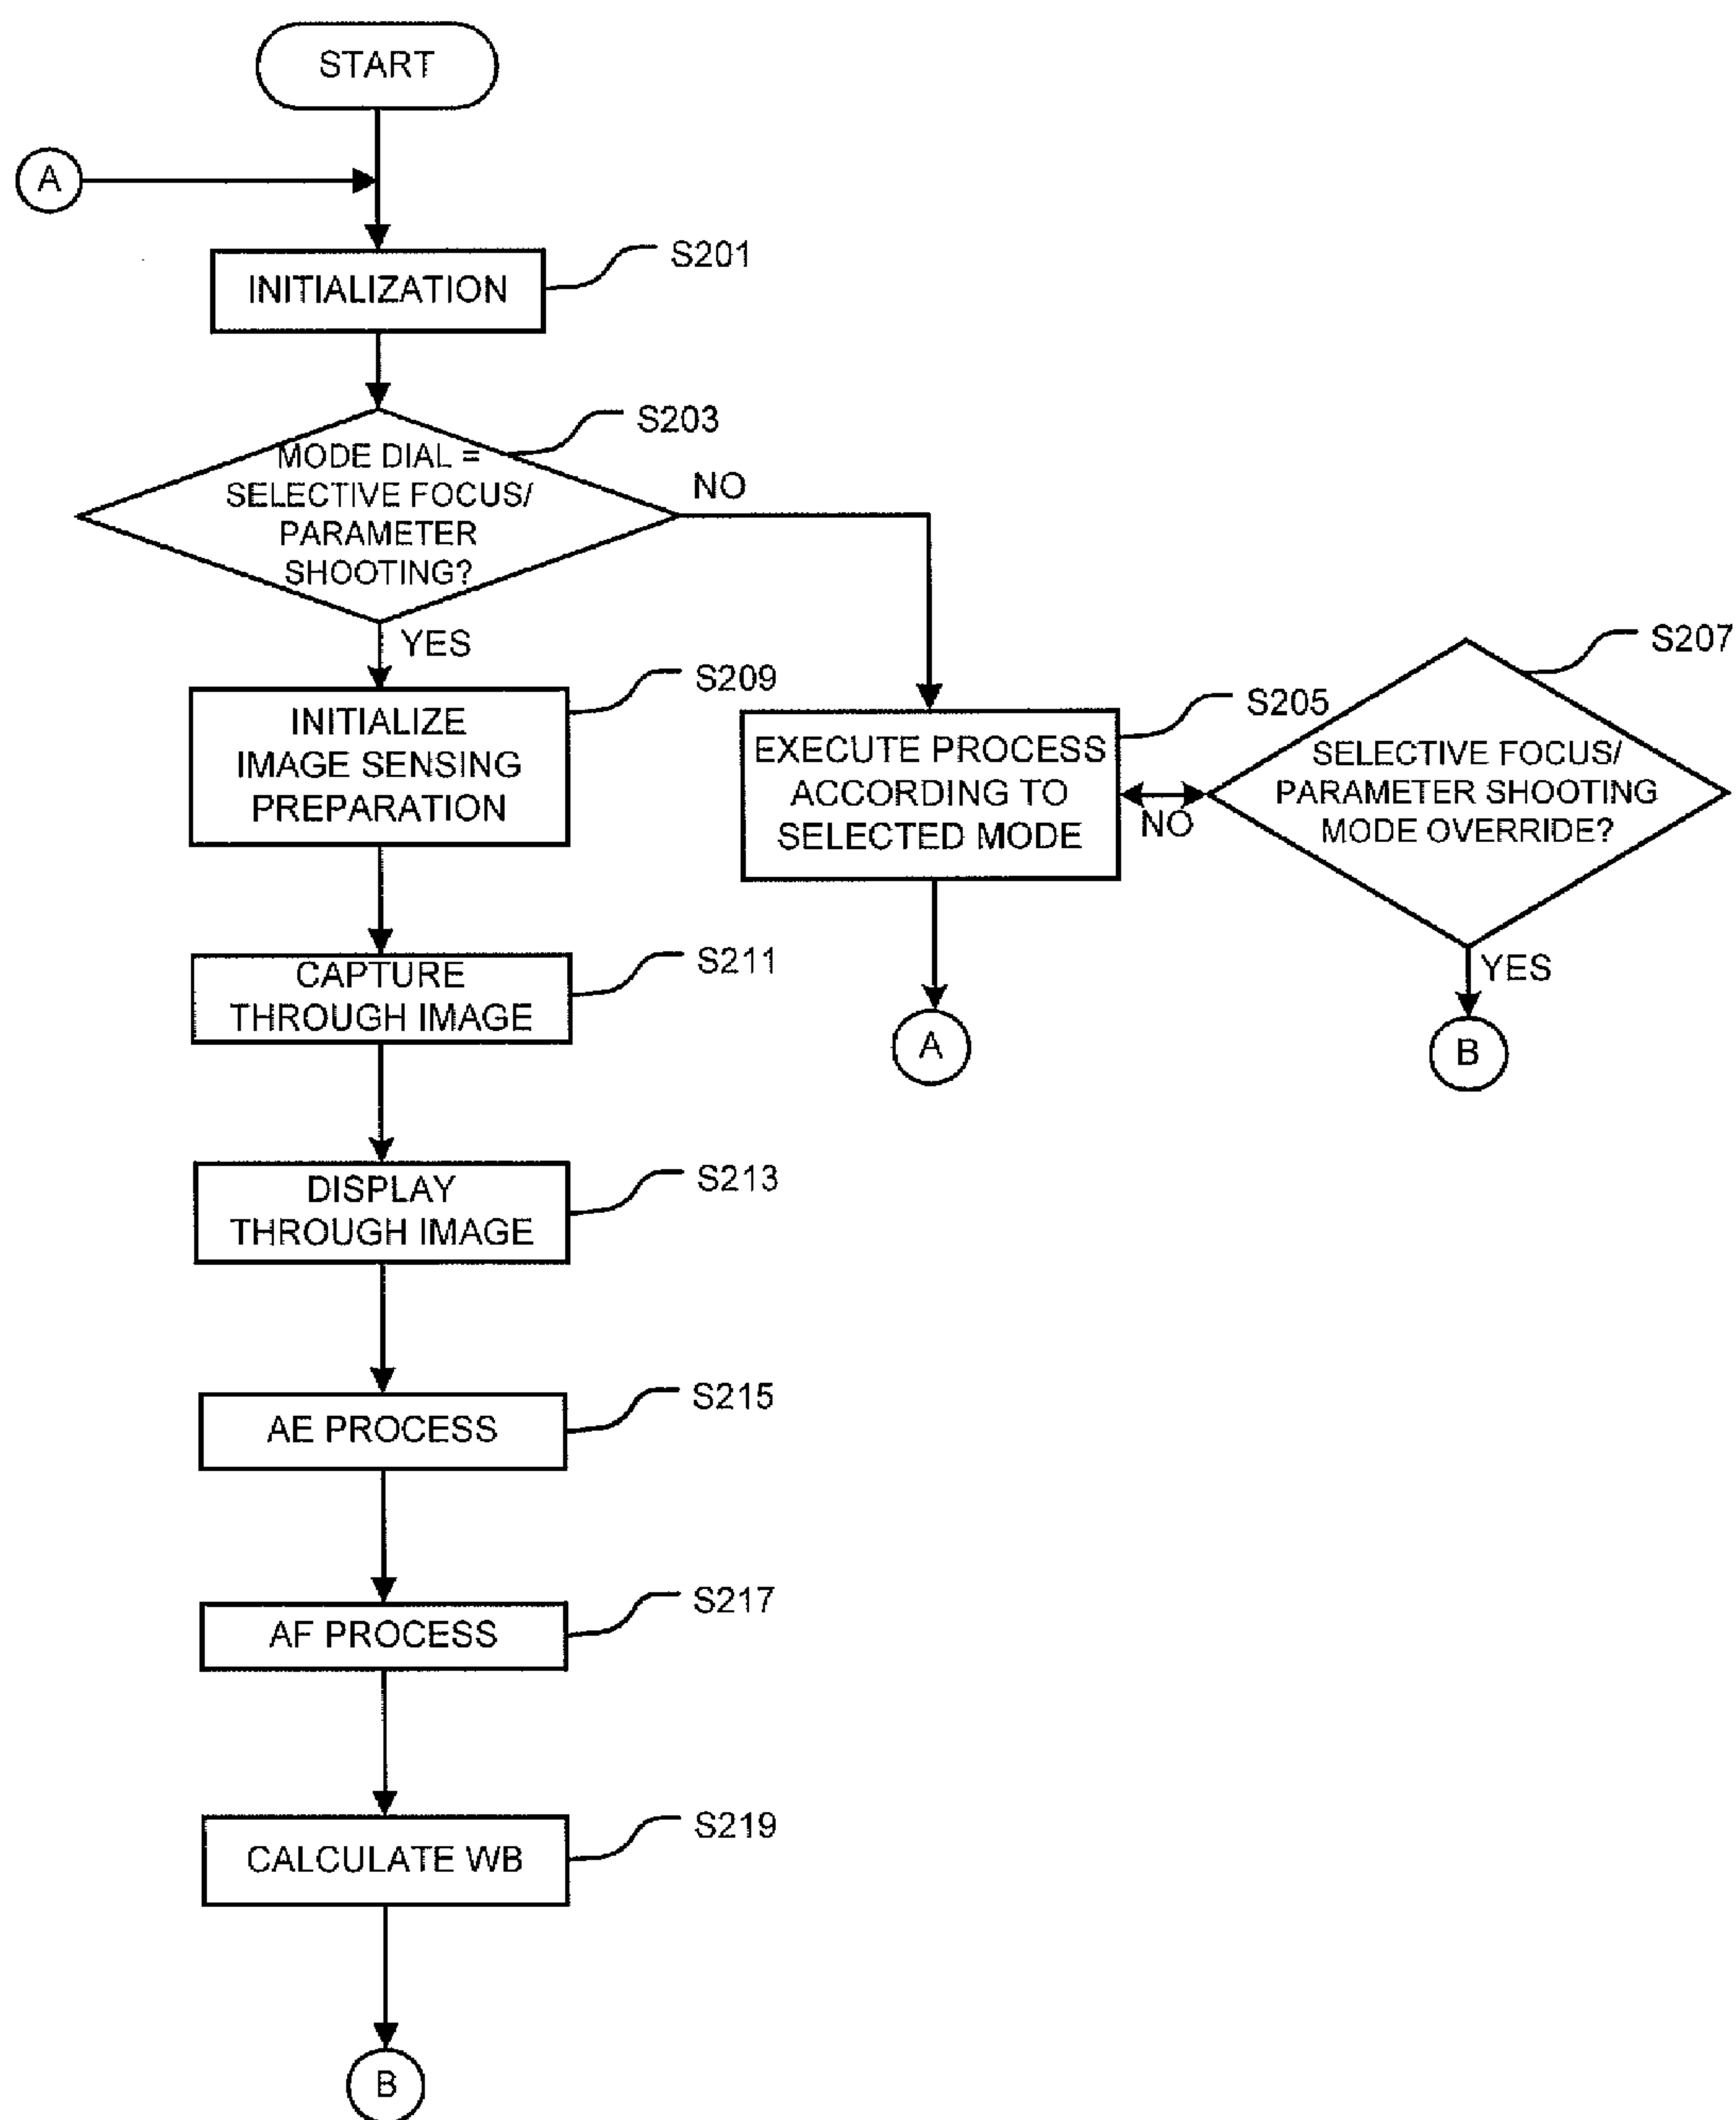 START
A
S201
INITIALIZATION
S203
MODE DIAL =
SELECTIVE FOCUS/
PARAMETER
SHOOTING?
NO
YES
S209
INITIALIZE
IMAGE SENSING
PREPARATION
S205
EXECUTE PROCESS
ACCORDING TO
SELECTED MODE
S207
SELECTIVE FOCUS/
PARAMETER SHOOTING
MODE OVERRIDE?
NO
YES
A
B
S211
CAPTURE
THROUGH IMAGE
S213
DISPLAY
THROUGH IMAGE
S215
AE PROCESS
S217
AF PROCESS
S219
CALCULATE WB
B